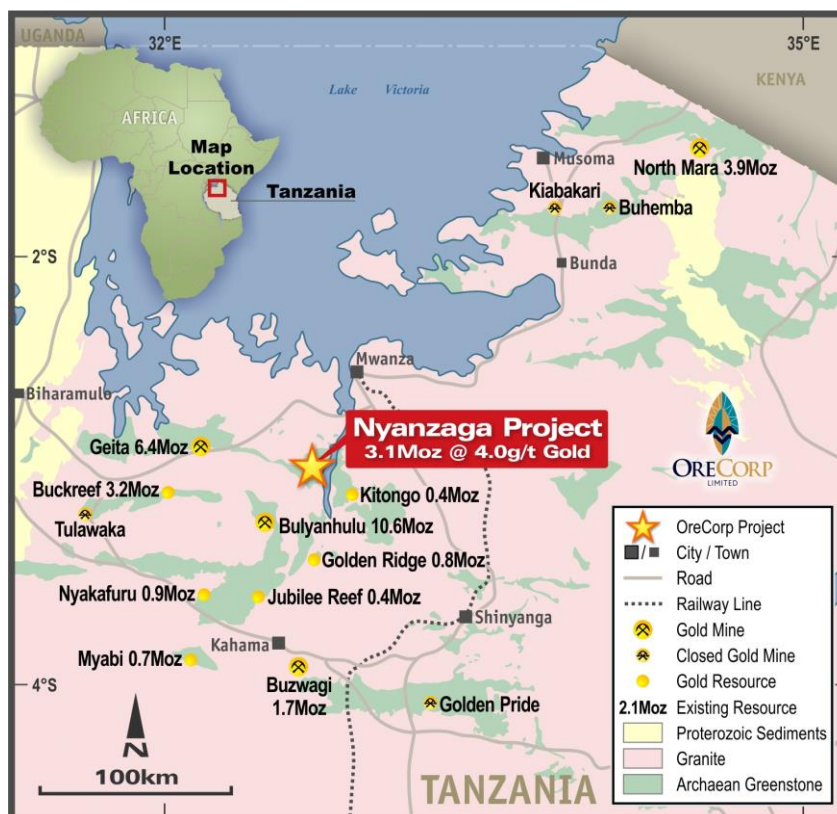 UGANDA
32°E
35°E
KENYA
Lake Victoria
AFRICA
Map
Location
Tanzania
Musoma
North Mara 3.9Moz
Kiabakari
Buhemba
2°S
Bunda
Mwanza
Biharamulo
Nyanzaga Project
3.1Moz @ 4.0g/t Gold
Geita 6.4Moz
ORECORP
LIMITED
Buckreef 3.2Moz
Kitongo 0.4Moz
Tulawaka
Bulyanhulu 10.6Moz
Golden Ridge 0.8Moz
Nyakafuru 0.9Moz
Jubilee Reef 0.4Moz
Shinyanga
Kahama
Myabi 0.7Moz
Buzwagi
1.7Moz
4°S
Golden Pride
N
100km
TANZANIA
OreCorp Project
City / Town
Road
Railway Line
Gold Mine
Closed Gold Mine
Gold Resource
2.1Moz Existing Resource
Proterozoic Sediments
Granite
Archaean Greenstone